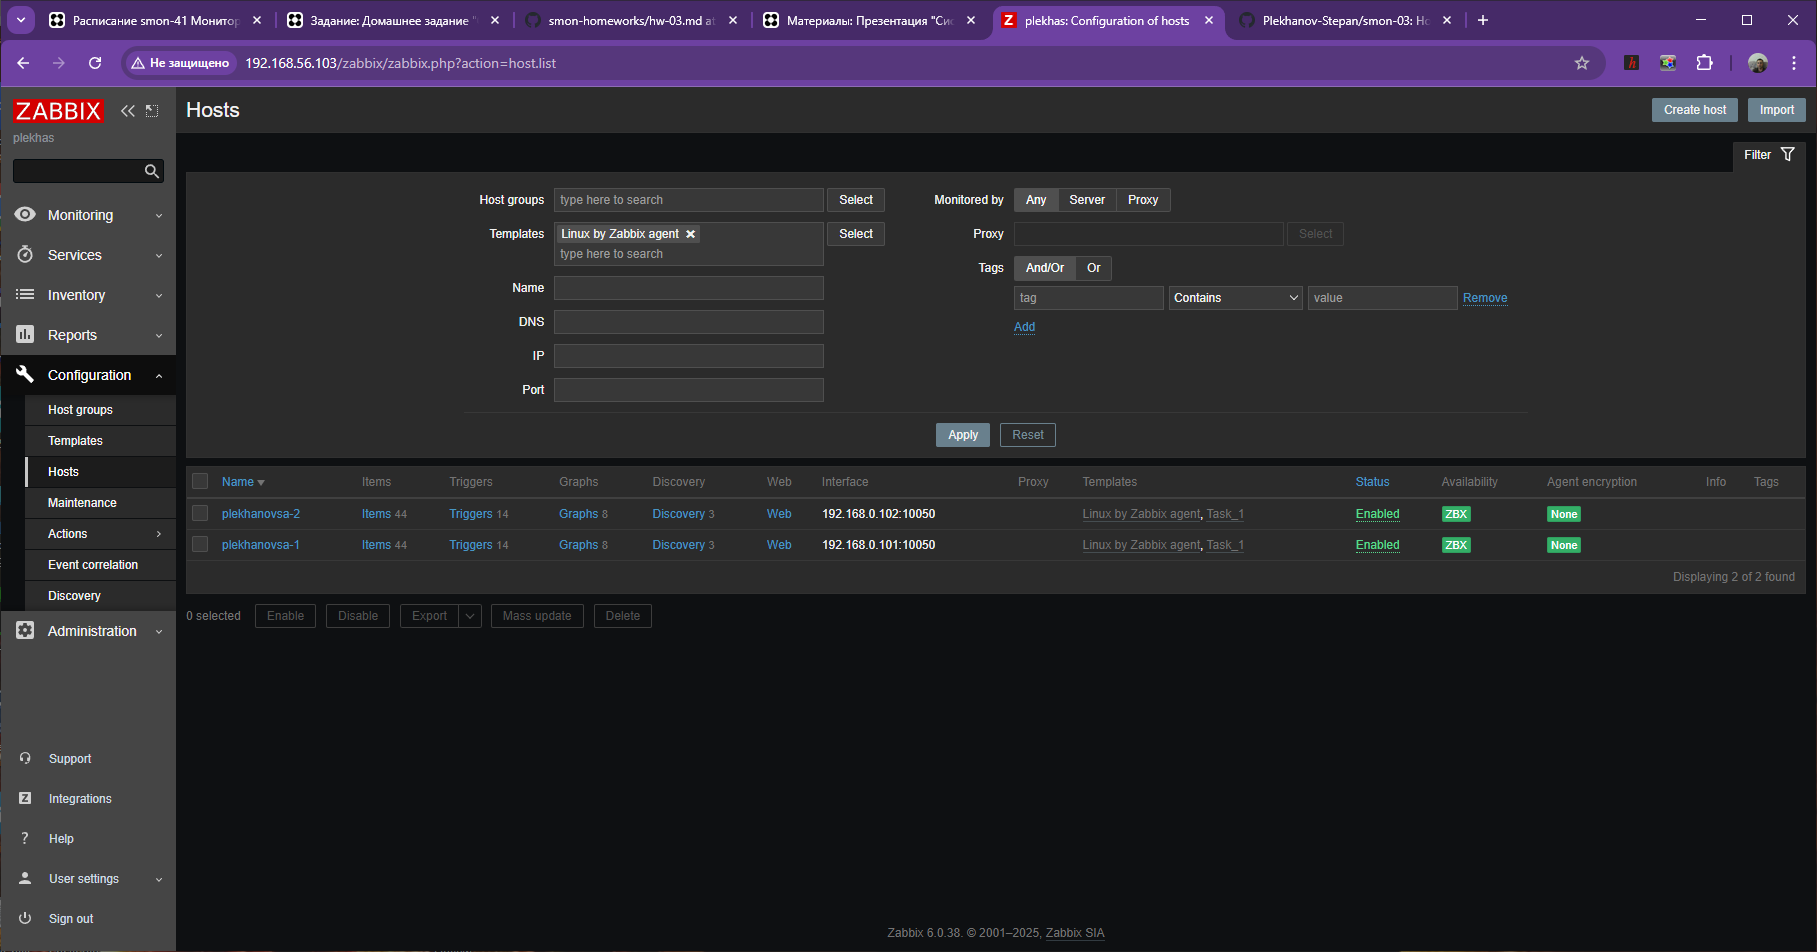 Расписание smon-41 Монитор
Задание: Домашнее задание "
smon-homeworks/hw-03.md at
Материалы: Презентация "Сис
plekhas: Configuration of hosts
Plekhanov-Stepan/smon-03: Ho
Не защищено
192.168.56.103/zabbix/zabbix.php?action=host.list
ZABBIX
plekhas
Monitoring
Services
Inventory
Reports
Configuration
Host groups
Templates
Hosts
Maintenance
Actions
Event correlation
Discovery
Administration
Support
Integrations
Help
User settings
Sign out
Hosts
Create host
Import
Filter
Host groups type here to search Select
Templates Linux by Zabbix agent Select
type here to search
Name
DNS
IP
Port
Monitored by Any Server Proxy
Proxy Select
Tags And/Or Or
tag Contains value Remove
Add
Apply Reset
Name Items Triggers Graphs Discovery Web Interface Proxy Templates Status Availability Agent encryption Info Tags
plekhanovsa-2 Items 44 Triggers 14 Graphs 8 Discovery 3 Web 192.168.0.102:10050 Linux by Zabbix agent, Task_1 Enabled ZBX None
plekhanovsa-1 Items 44 Triggers 14 Graphs 8 Discovery 3 Web 192.168.0.101:10050 Linux by Zabbix agent, Task_1 Enabled ZBX None
Displaying 2 of 2 found
0 selected Enable Disable Export Mass update Delete
Zabbix 6.0.38. © 2001–2025, Zabbix SIA